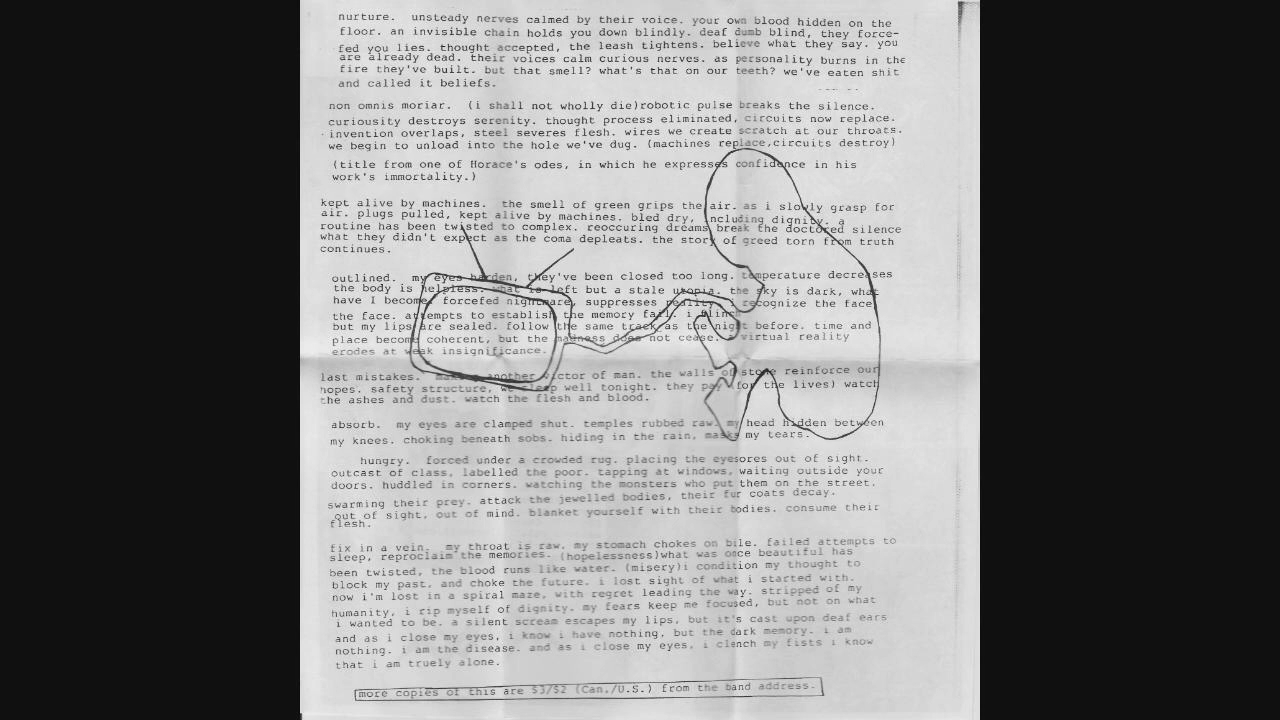 nurture.  unsteady nerves calmed by their voice. your own blood hidden on the
floor. an invisible chain holds you down blindly. deaf dumb blind, they force-
fed you lies. thought accepted, the leash tightens. believe what they say. you
are already dead. their voices calm curious nerves. as personality burns in the
fire they've built. but that smell? what's that on our teeth? we've eaten shit
and called it beliefs.
non omnis moriar.  (i shall not wholly die)robotic pulse breaks the silence.
curiousity destroys serenity. thought process eliminated, circuits now replace.
invention overlaps, steel severes flesh. wires we create scratch at our throats.
we begin to unload into the hole we've dug. (machines replace,circuits destroy)
(title from one of Horace's odes, in which he expresses confidence in his
work's immortality.)
kept alive by machines.  the smell of green grips the air. as i slowly grasp for
air. plugs pulled, kept alive by machines. bled dry, including dignity. a
routine has been twisted to complex. reoccuring dreams break the doctored silence
what they didn't expect as the coma depleats. the story of greed torn from truth
continues.
outlined.  my eyes harden, they've been closed too long. temperature decreases
the body is helpless. what is left but a stale utopia. the sky is dark, what
have I become, forcefed nightmare, suppresses reality. i recognize the face
the face. attempts to establish the memory fail. i flinch
but my lips are sealed. follow the same track as the night before. time and
place become coherent, but the madness does not cease. a virtual reality
erodes at weak insignificance.
last mistakes.  making another victor of man. the walls of stone reinforce our
hopes. safety structure, we sleep well tonight. they pay (for the lives) watch
the ashes and dust. watch the flesh and blood.
absorb.  my eyes are clamped shut. temples rubbed raw. my head hidden between
my knees. choking beneath sobs. hiding in the rain, masks my tears.
hungry.  forced under a crowded rug. placing the eyesores out of sight.
outcast of class, labelled the poor. tapping at windows, waiting outside your
doors. huddled in corners. watching the monsters who put them on the street.
swarming their prey. attack the jewelled bodies, their fur coats decay.
out of sight, out of mind. blanket yourself with their bodies. consume their
flesh.
fix in a vein.  my throat is raw, my stomach chokes on bile. failed attempts to
sleep, reproclaim the memories. (hopelessness)what was once beautiful has
been twisted, the blood runs like water. (misery)i condition my thought to
block my past, and choke the future. i lost sight of what i started with.
now i'm lost in a spiral maze, with regret leading the way. stripped of my
humanity, i rip myself of dignity. my fears keep me focused, but not on what
i wanted to be. a silent scream escapes my lips, but it's cast upon deaf ears
and as i close my eyes, i know i have nothing, but the dark memory. i am
nothing. i am the disease. and as i close my eyes, i clench my fists i know
that i am truely alone.
more copies of this are $3/$2 (Can./U.S.) from the band address.